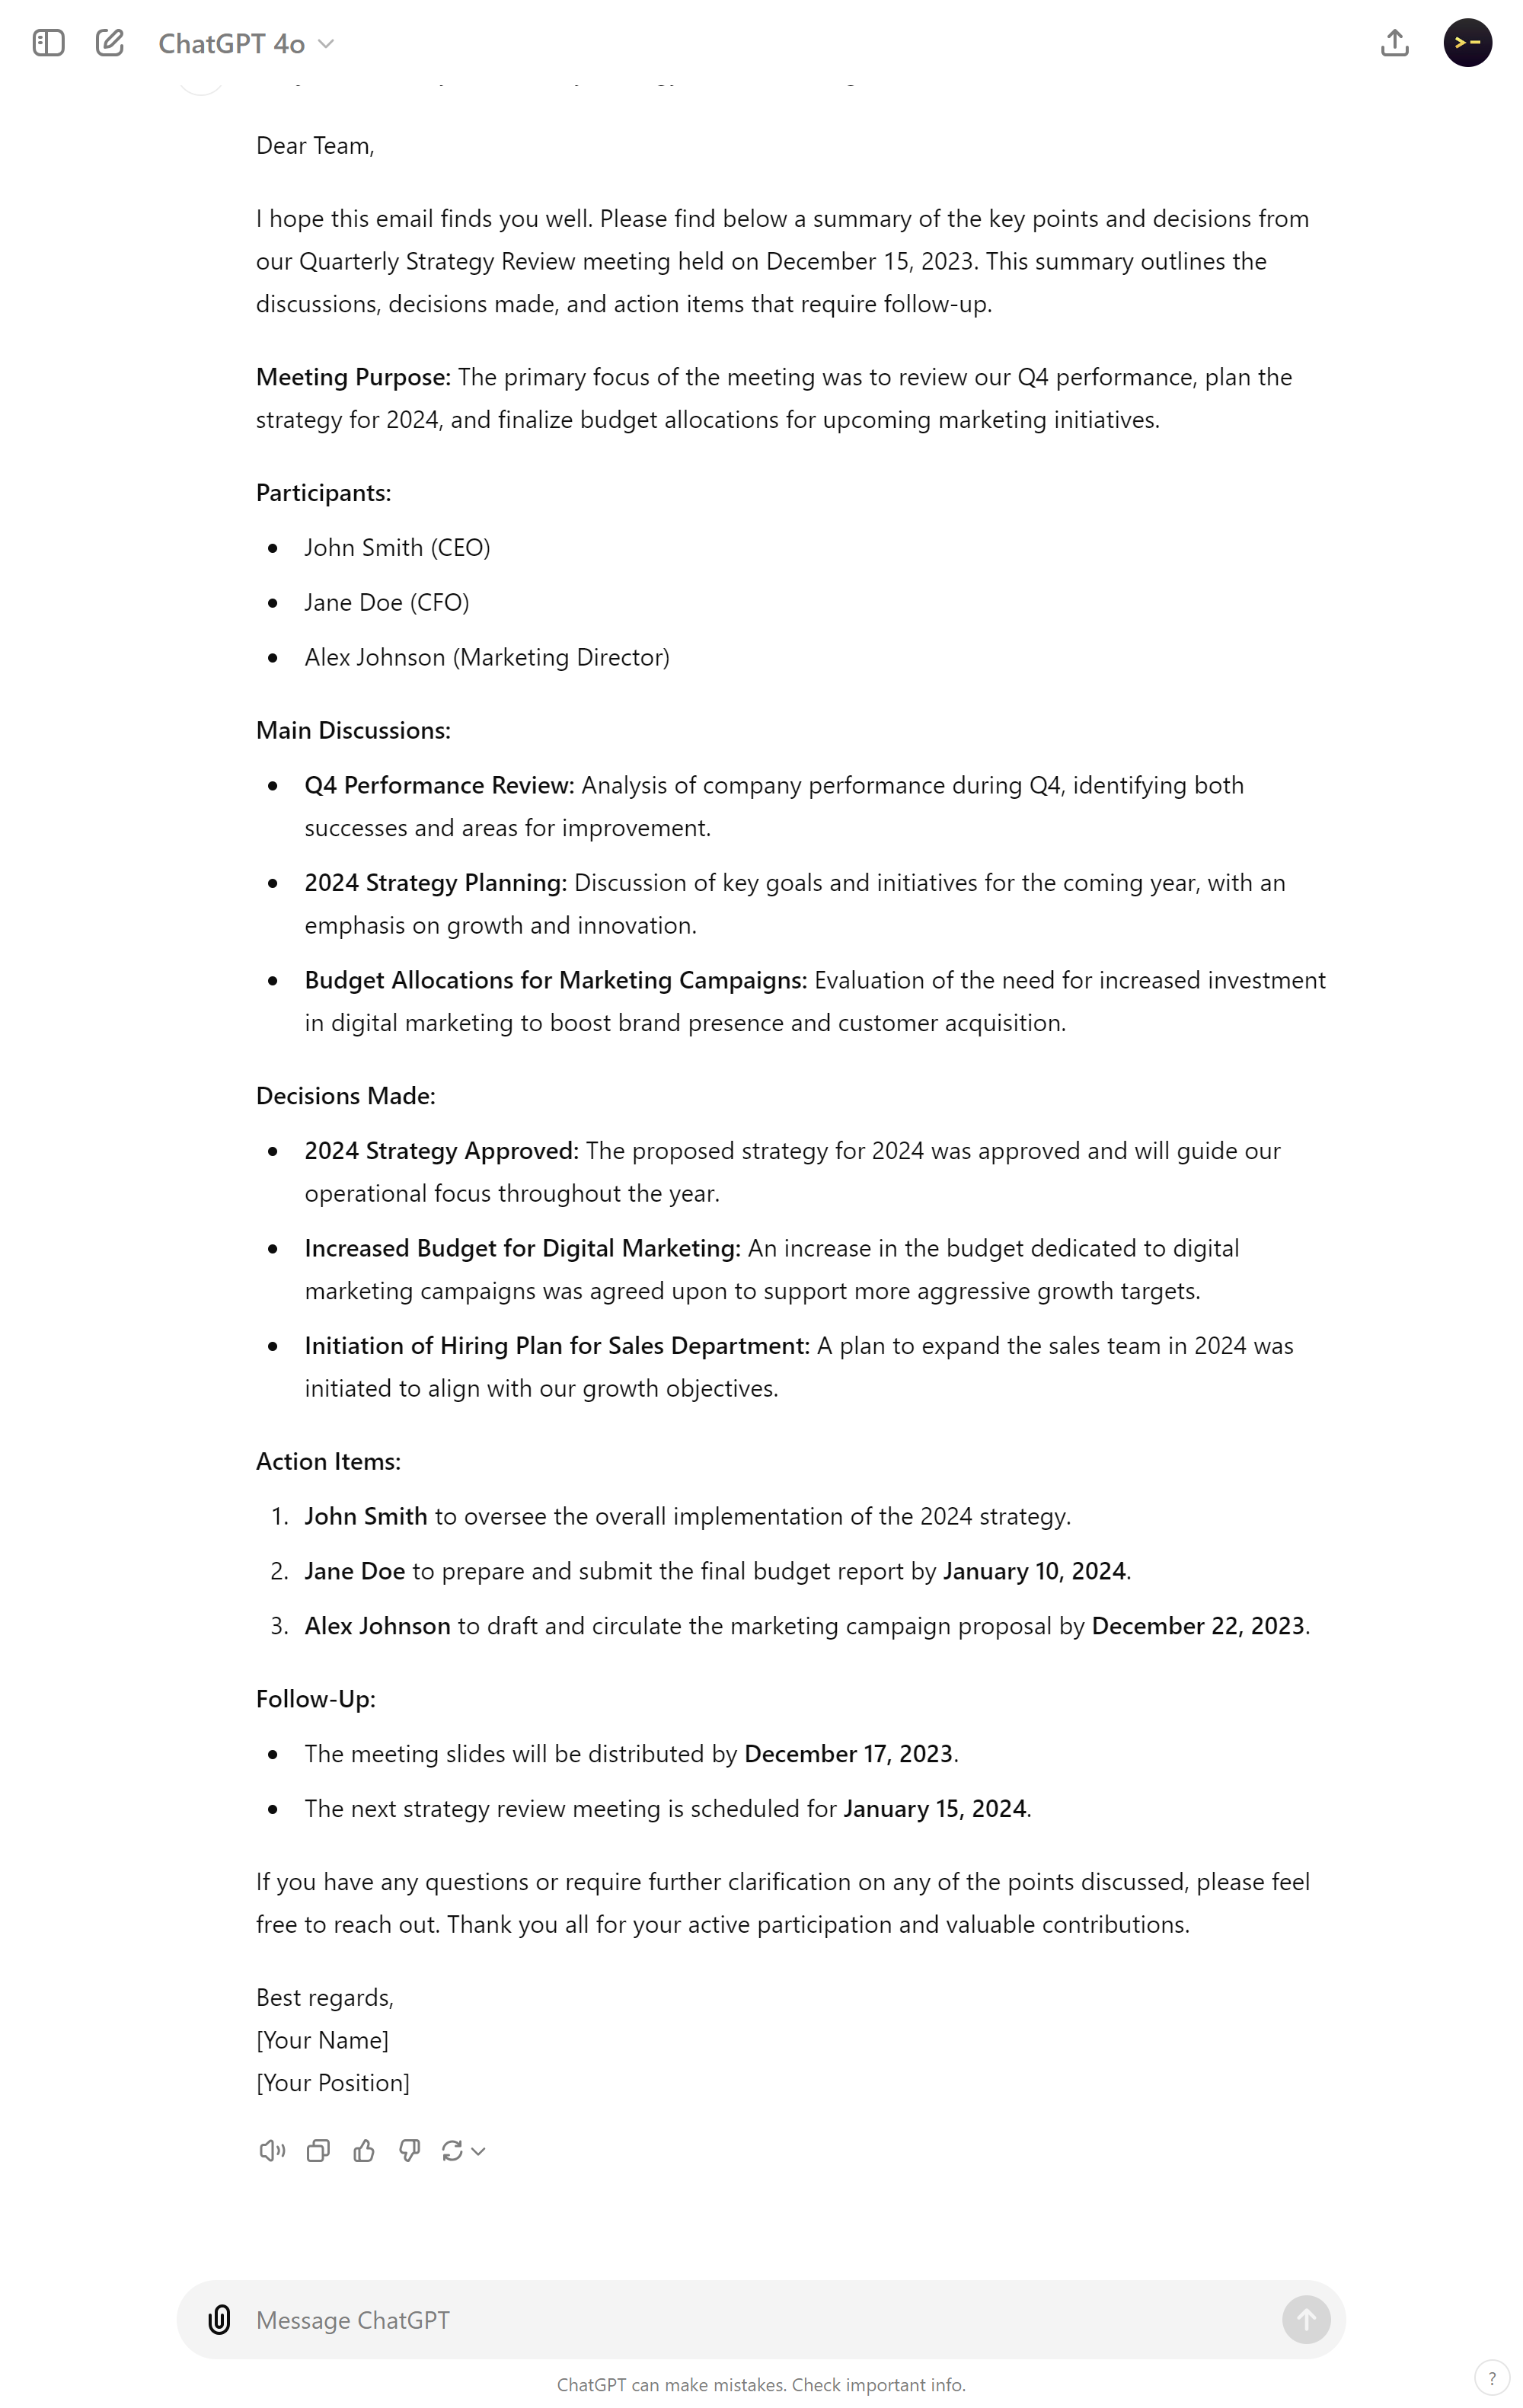 ChatGPT 4o
Dear Team,
I hope this email finds you well. Please find below a summary of the key points and decisions from
our Quarterly Strategy Review meeting held on December 15, 2023. This summary outlines the
discussions, decisions made, and action items that require follow-up.
Meeting Purpose: The primary focus of the meeting was to review our Q4 performance, plan the
strategy for 2024, and finalize budget allocations for upcoming marketing initiatives.
Participants:
• John Smith (CEO)
• Jane Doe (CFO)
• Alex Johnson (Marketing Director)
Main Discussions:
• Q4 Performance Review: Analysis of company performance during Q4, identifying both
successes and areas for improvement.
• 2024 Strategy Planning: Discussion of key goals and initiatives for the coming year, with an
emphasis on growth and innovation.
• Budget Allocations for Marketing Campaigns: Evaluation of the need for increased investment
in digital marketing to boost brand presence and customer acquisition.
Decisions Made:
• 2024 Strategy Approved: The proposed strategy for 2024 was approved and will guide our
operational focus throughout the year.
• Increased Budget for Digital Marketing: An increase in the budget dedicated to digital
marketing campaigns was agreed upon to support more aggressive growth targets.
• Initiation of Hiring Plan for Sales Department: A plan to expand the sales team in 2024 was
initiated to align with our growth objectives.
Action Items:
1. John Smith to oversee the overall implementation of the 2024 strategy.
2. Jane Doe to prepare and submit the final budget report by January 10, 2024.
3. Alex Johnson to draft and circulate the marketing campaign proposal by December 22, 2023.
Follow-Up:
• The meeting slides will be distributed by December 17, 2023.
• The next strategy review meeting is scheduled for January 15, 2024.
If you have any questions or require further clarification on any of the points discussed, please feel
free to reach out. Thank you all for your active participation and valuable contributions.
Best regards,
[Your Name]
[Your Position]
Message ChatGPT
ChatGPT can make mistakes. Check important info.
?